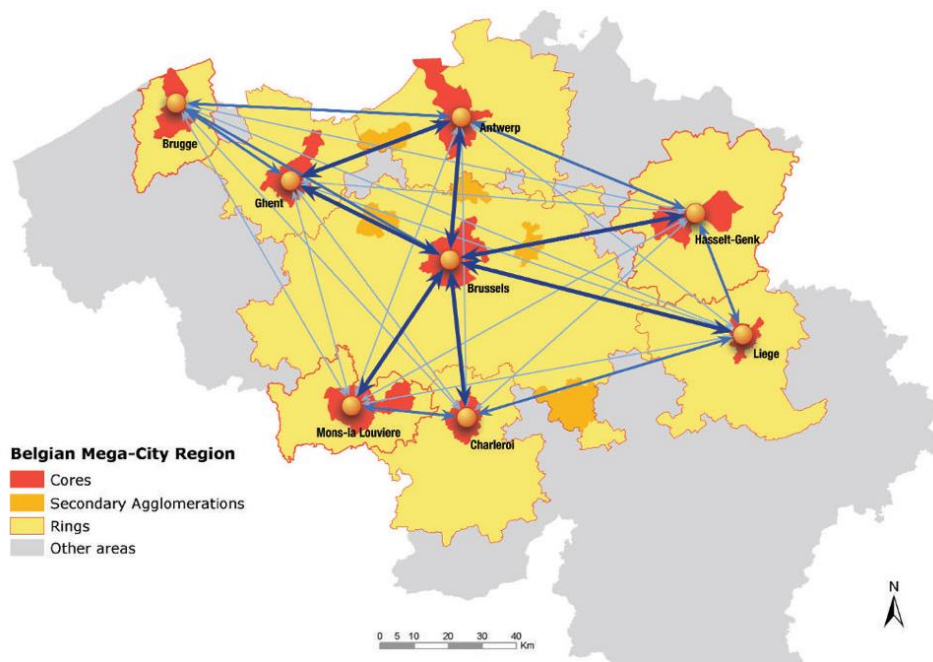 Antwerp
Brugge
Ghent
Hasselt-Genk
Brussels
Liege
Mons-la Louviere
Charleroi
Belgian Mega-City Region
Cores
Secondary Agglomerations
Rings
Other areas
N
0 5 10 20 30 40
Km